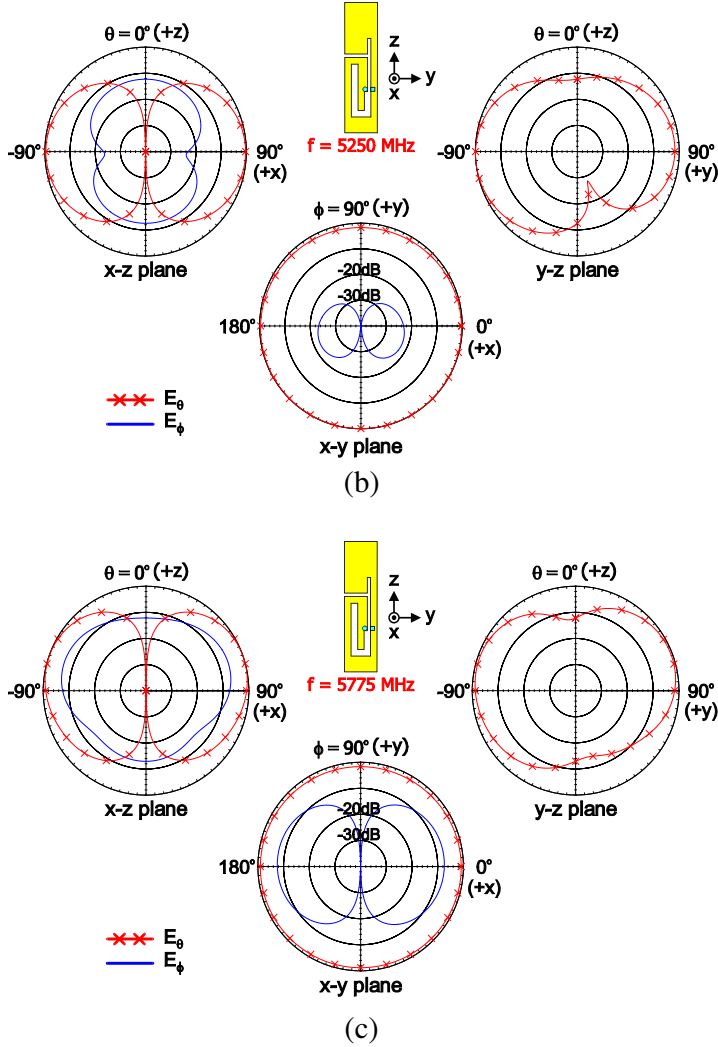 θ = 0° (+z)
-90°
90°
(+x)
x-z plane
z
y
x
f = 5250 MHz
θ = 0° (+z)
-90°
90°
(+y)
y-z plane
ϕ = 90° (+y)
-20dB
-30dB
180°
0°
(+x)
x-y plane
Eθ
Eϕ
(b)
θ = 0° (+z)
-90°
90°
(+x)
x-z plane
z
y
x
f = 5775 MHz
θ = 0° (+z)
-90°
90°
(+y)
y-z plane
ϕ = 90° (+y)
-20dB
-30dB
180°
0°
(+x)
x-y plane
Eθ
Eϕ
(c)